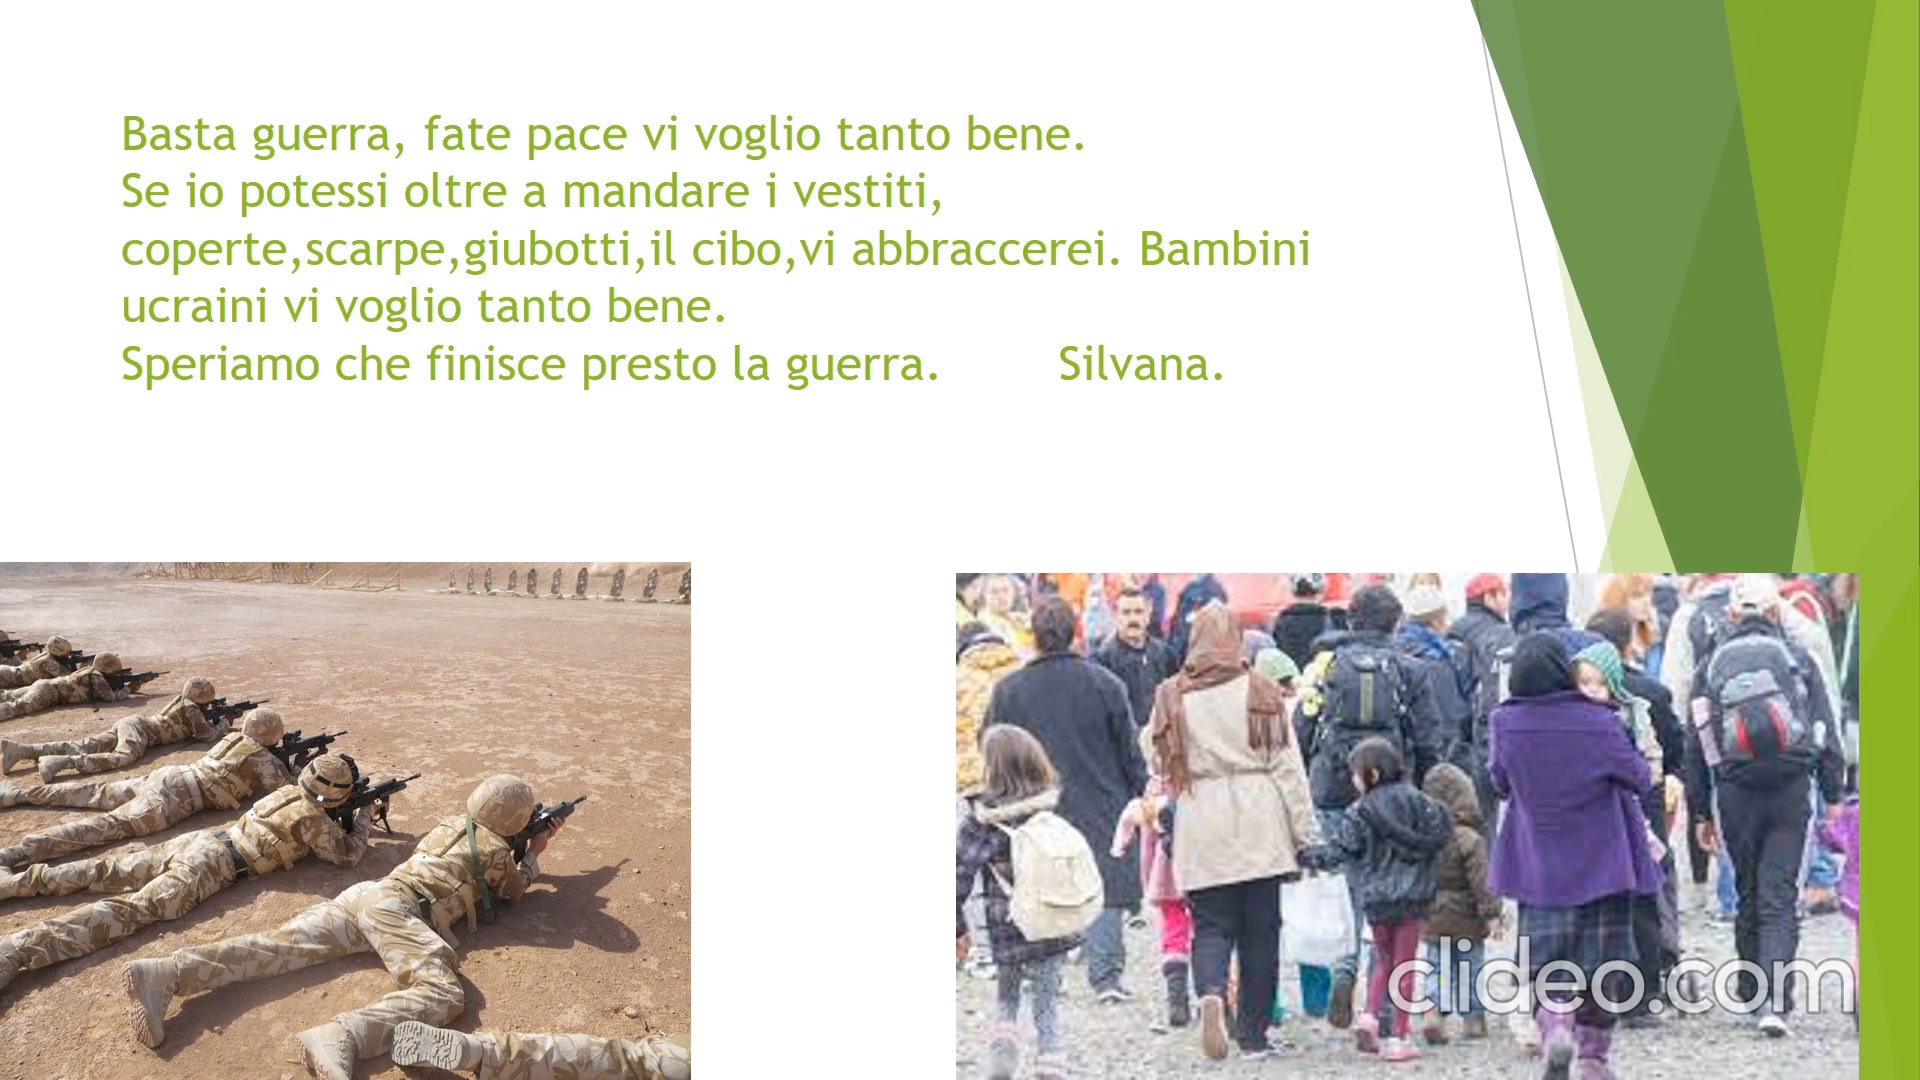 Basta guerra, fate pace vi voglio tanto bene.
Se io potessi oltre a mandare i vestiti,
coperte,scarpe,giubotti,il cibo,vi abbraccerei. Bambini
ucraini vi voglio tanto bene.
Speriamo che finisce presto la guerra. Silvana.
clideo.com